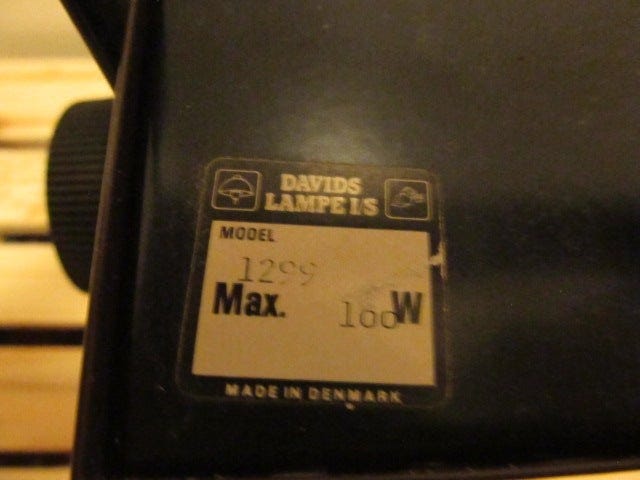 DAVIDS
LAMPE I/S
MODEL
1299
Max. 100 W
MADE IN DENMARK